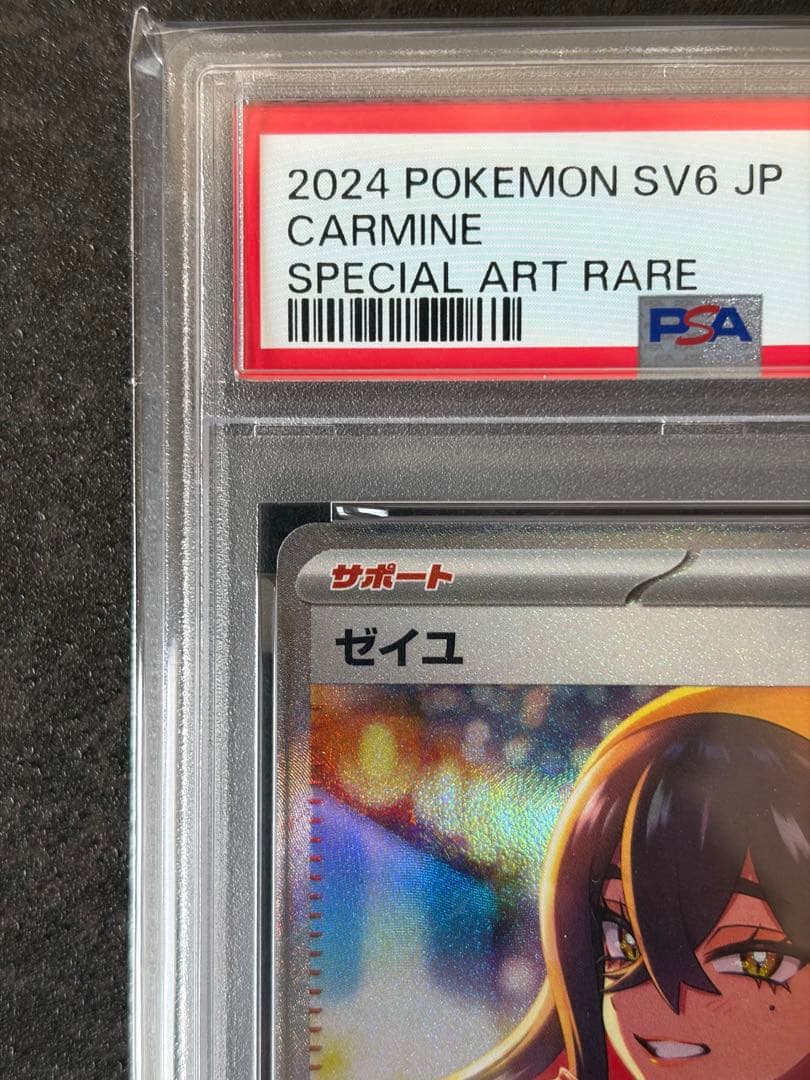 2024 POKEMON SV6 JP
CARMINE
SPECIAL ART RARE
PSA
サポート
ゼイユ